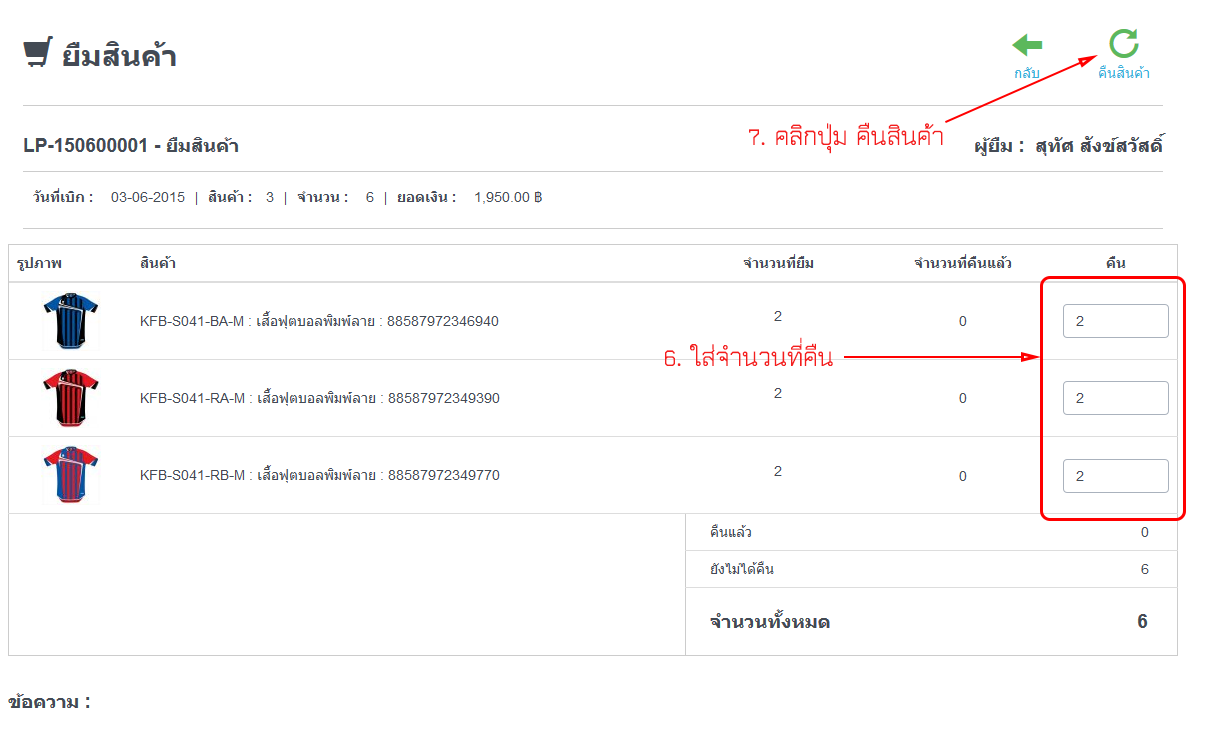 ยืมสินค้า
กลับ คืนสินค้า
7. คลิกปุ่ม คืนสินค้า
LP-150600001 - ยืมสินค้า ผู้ยืม : สุทัศ สังข์สวัสดิ์
วันที่เบิก : 03-06-2015 | สินค้า : 3 | จำนวน : 6 | ยอดเงิน : 1,950.00 ฿
รูปภาพ สินค้า จำนวนที่ยืม จำนวนที่คืนแล้ว คืน
KFB-S041-BA-M : เสื้อฟุตบอลพิมพ์ลาย : 88587972346940 2 0 2
6. ใส่จำนวนที่คืน
KFB-S041-RA-M : เสื้อฟุตบอลพิมพ์ลาย : 88587972349390 2 0 2
KFB-S041-RB-M : เสื้อฟุตบอลพิมพ์ลาย : 88587972349770 2 0 2
คืนแล้ว 0
ยังไม่ได้คืน 6
จำนวนทั้งหมด 6
ข้อความ :